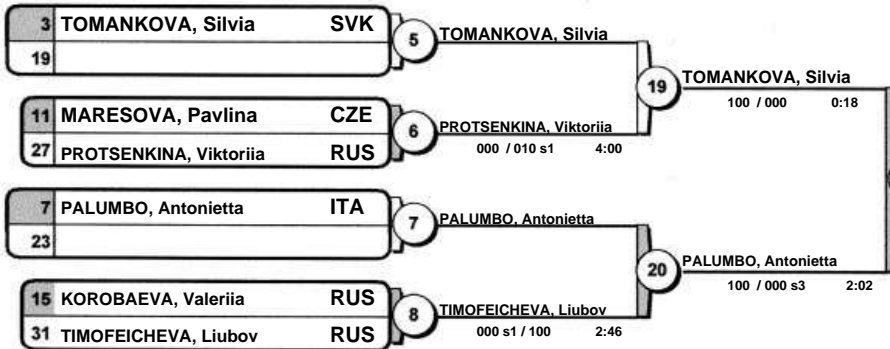 3 TOMANKOVA, Silvia SVK
19
5 TOMANKOVA, Silvia
11 MARESOVA, Pavlina CZE
27 PROTSENKINA, Viktoriia RUS
6 PROTSENKINA, Viktoriia
000 / 010 s1 4:00
19 TOMANKOVA, Silvia
100 / 000 0:18
7 PALUMBO, Antonietta ITA
23
7 PALUMBO, Antonietta
15 KOROBAEVA, Valeriia RUS
31 TIMOFEICHEVA, Liubov RUS
8 TIMOFEICHEVA, Liubov
000 s1 / 100 2:46
20 PALUMBO, Antonietta
100 / 000 s3 2:02